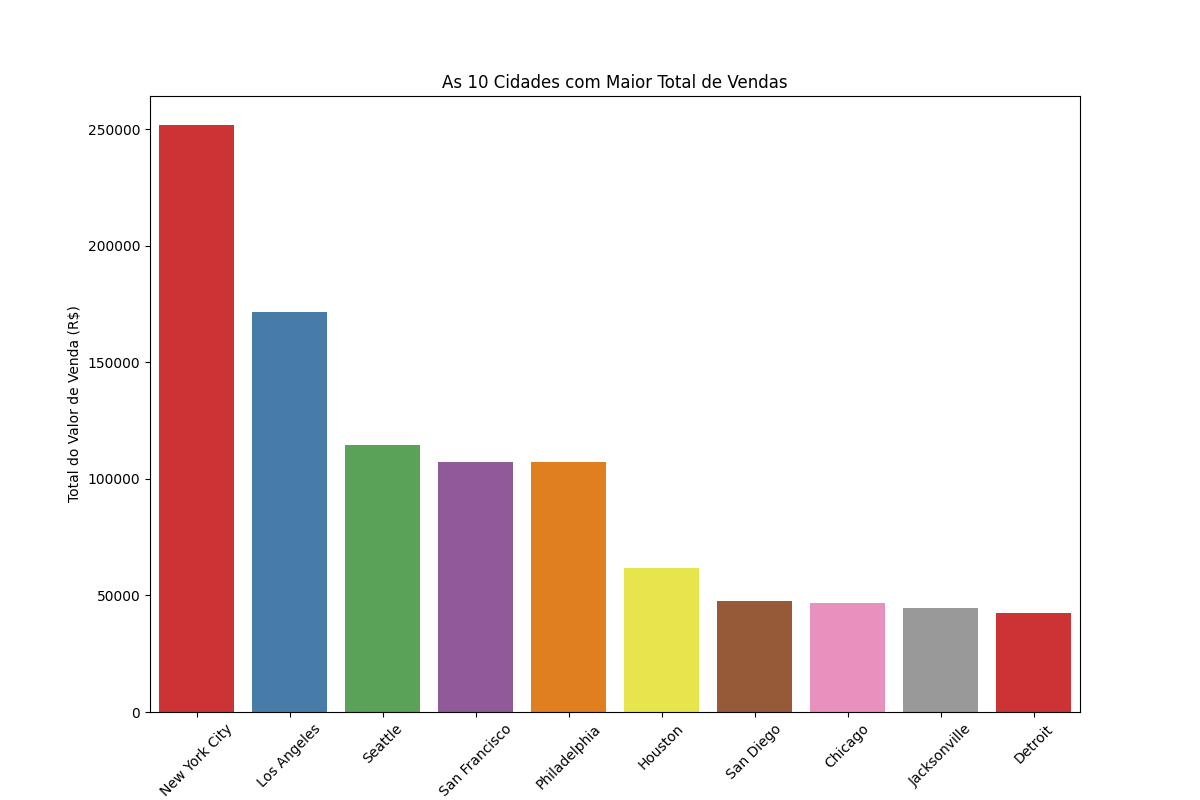 As 10 Cidades com Maior Total de Vendas
Total do Valor de Venda (R$)
250000
200000
150000
100000
50000
0
New York City
Los Angeles
Seattle
San Francisco
Philadelphia
Houston
San Diego
Chicago
Jacksonville
Detroit